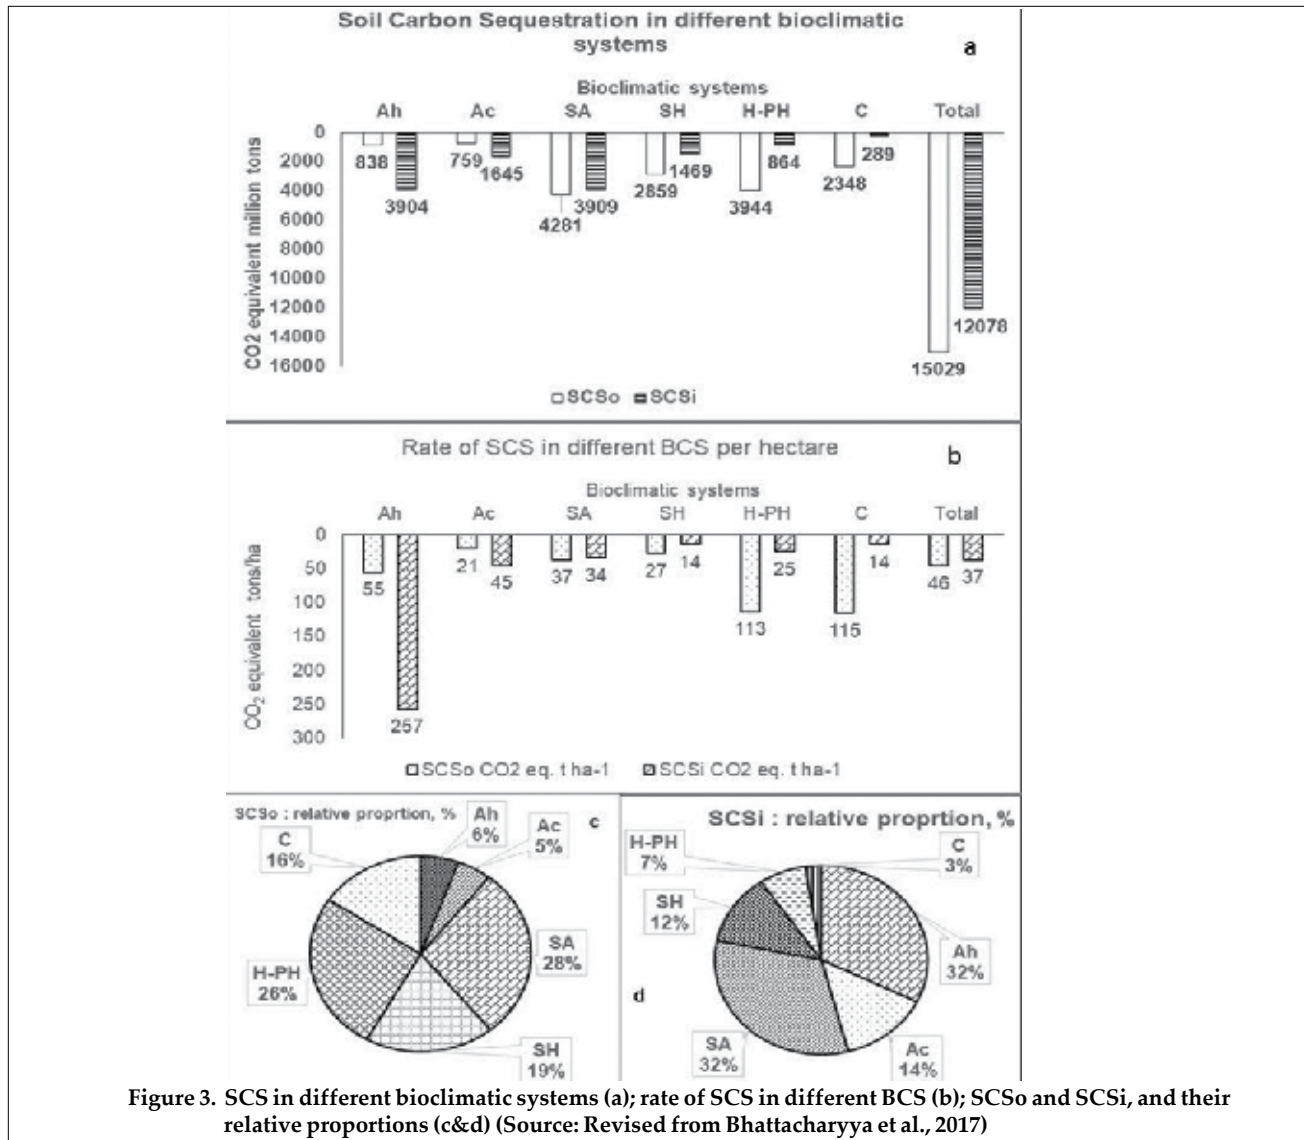 Soil Carbon Sequestration in different bioclimatic
systems
a
Bioclimatic systems
Ah Ac SA SH H-PH C Total
CO2 equivalent million tons
0
2000
4000
6000
8000
10000
12000
14000
16000
838 3904 759 1645 4281 3909 2859 1469 3944 864 2348 289 15029 12078
SCSo SCSi
Rate of SCS in different BCS per hectare
b
Bioclimatic systems
Ah Ac SA SH H-PH C Total
CO2 equivalent tons/ha
0
50
100
150
200
250
300
55 257 21 45 37 34 27 14 113 25 115 14 46 37
SCSo CO2 eq. t ha-1 SCSi CO2 eq. t ha-1
SCSo : relative proprtion, %
c
Ah
6%
Ac
5%
SA
28%
SH
19%
H-PH
26%
C
16%
SCSi : relative proprtion, %
d
C
3%
Ah
32%
Ac
14%
SA
32%
SH
12%
H-PH
7%
Figure 3. SCS in different bioclimatic systems (a); rate of SCS in different BCS (b); SCSo and SCSi, and their
relative proportions (c&d) (Source: Revised from Bhattacharyya et al., 2017)